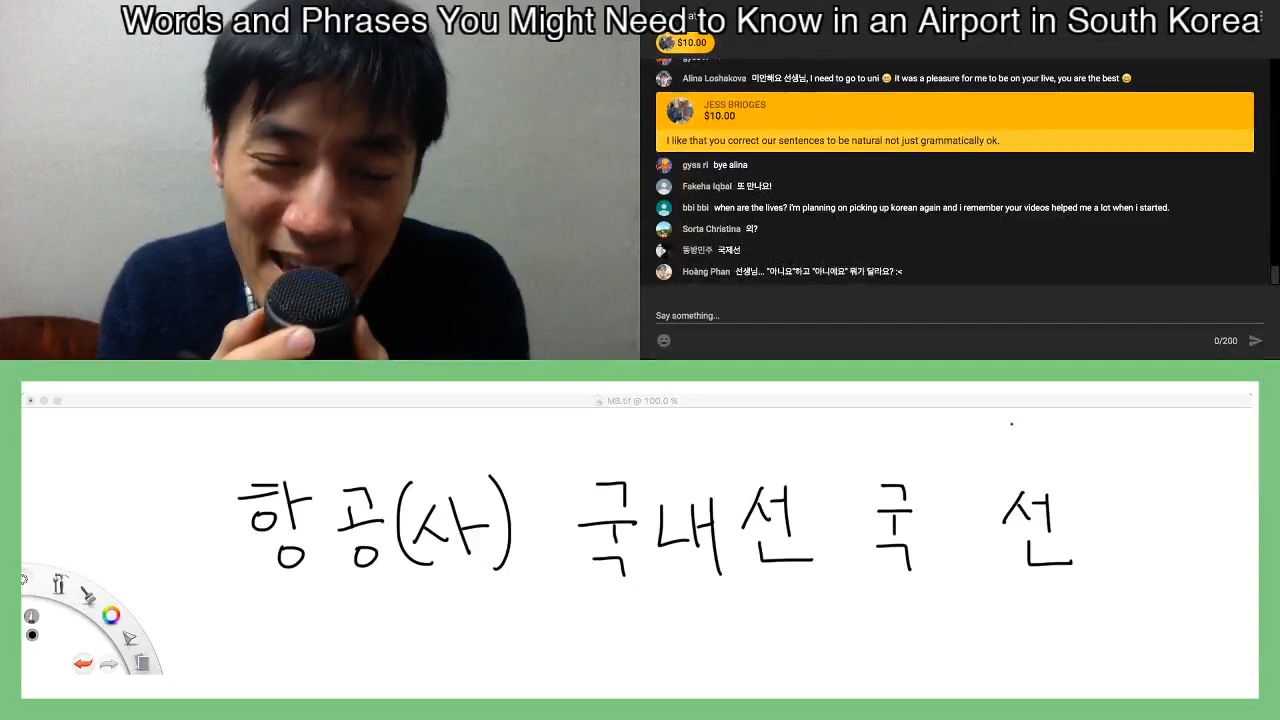 Words and Phrases You Might Need to Know in an Airport in South Korea
$10.00
Alina Loshakova 미안해요 선생님, I need to go to uni 😊 it was a pleasure for me to be on your live, you are the best 😊
JESS BRIDGES
$10.00
I like that you correct our sentences to be natural not just grammatically ok.
gyss ri bye alina
Fakeha Iqbal 또 만나요!
bbi bbi when are the lives? i'm planning on picking up korean again and i remember your videos helped me a lot when i started.
Sorta Christina 외?
동방민주 국제선
Hoàng Phan 선생님... "아니요"하고 "아니에요" 뭐가 달라요? :<
Say something...
0/200
MB.tif @ 100.0 %
항공(사) 국내선 국 선